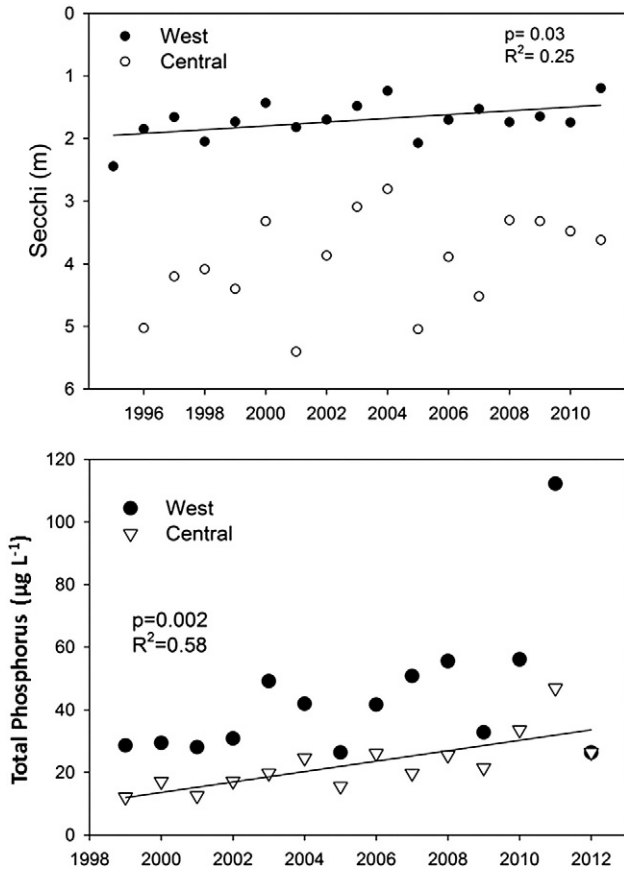 0
1
2
3
4
5
6
Secchi (m)
West
Central
p= 0.03
R²= 0.25
1996 1998 2000 2002 2004 2006 2008 2010
120
100
80
60
40
20
0
Total Phosphorus (µg L⁻¹)
West
Central
p=0.002
R²=0.58
1998 2000 2002 2004 2006 2008 2010 2012